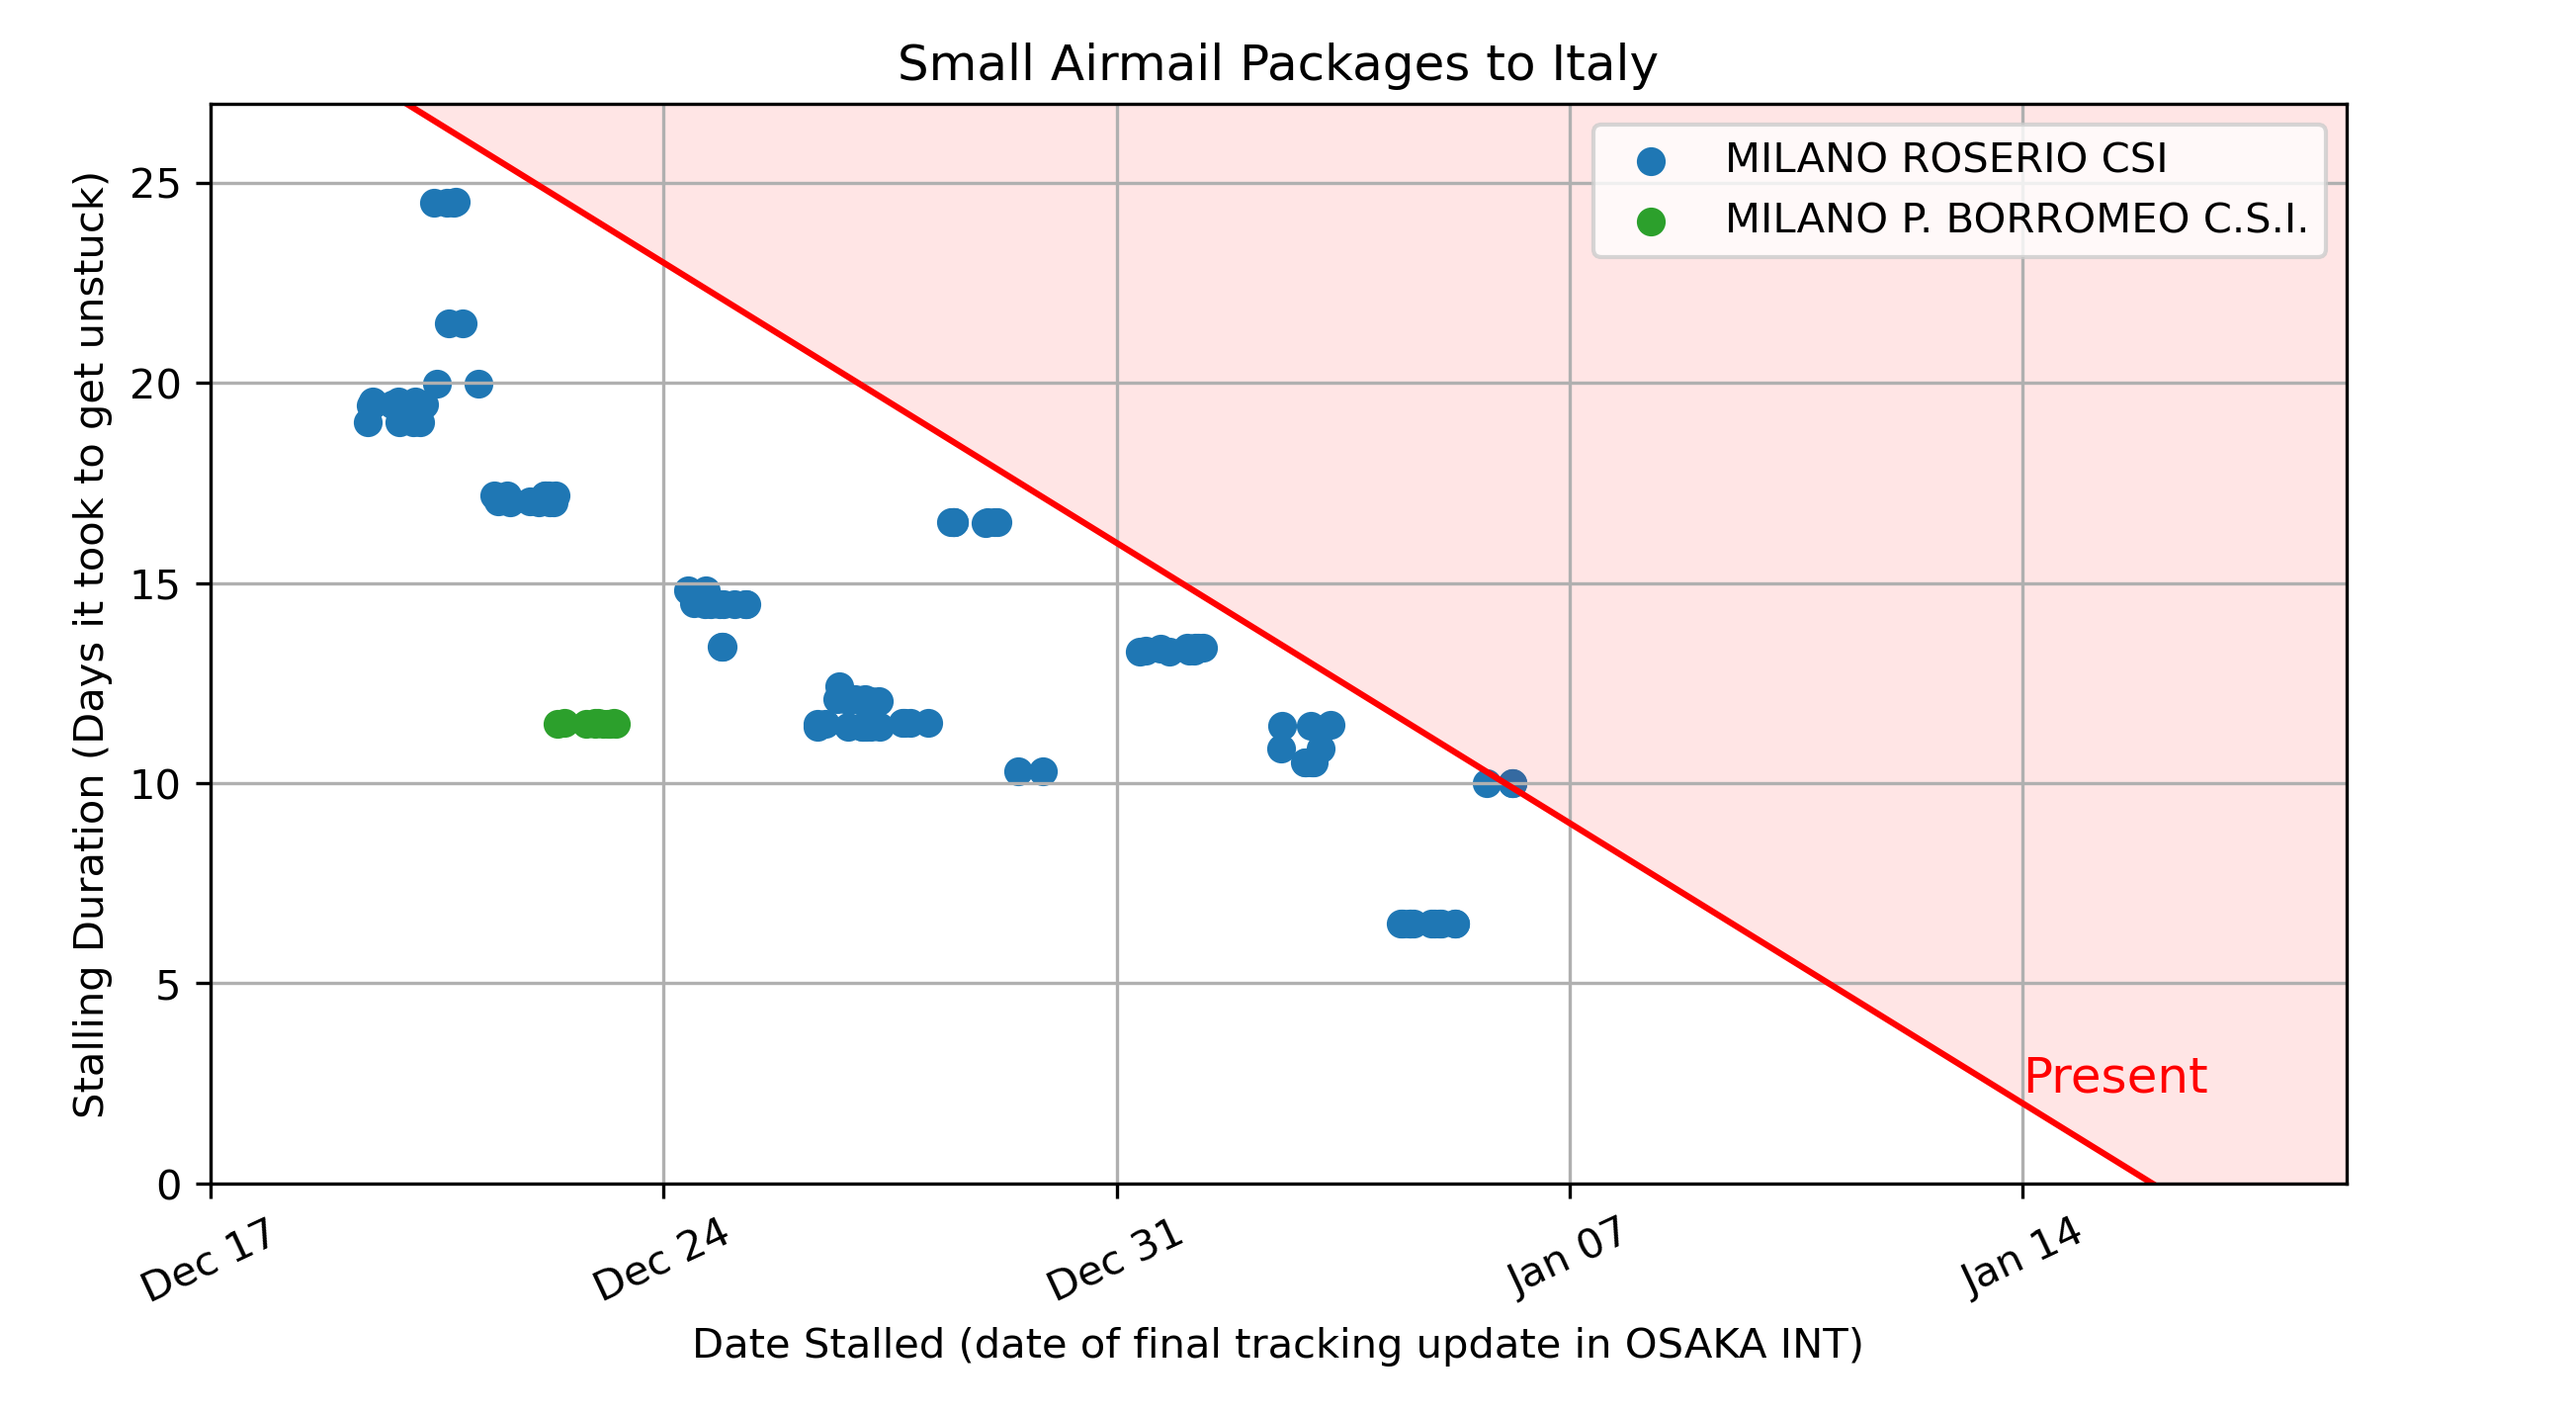 Small Airmail Packages to Italy
MILANO ROSERIO CSI
MILANO P. BORROMEO C.S.I.
Stalling Duration (Days it took to get unstuck)
25
20
15
10
5
0
Present
Dec 17
Dec 24
Dec 31
Jan 07
Jan 14
Date Stalled (date of final tracking update in OSAKA INT)